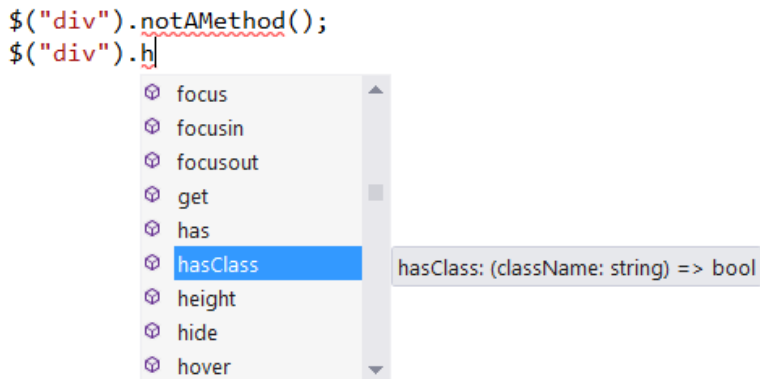 $("div").notAMethod();
$("div").h
focus
focusin
focusout
get
has
hasClass
hasClass: (className: string) => bool
height
hide
hover